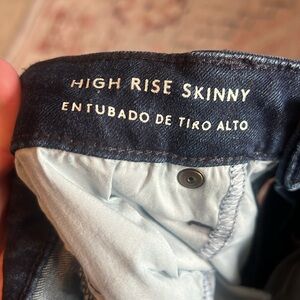 HIGH RISE SKINNY
ENTUBADO DE TIRO ALTO